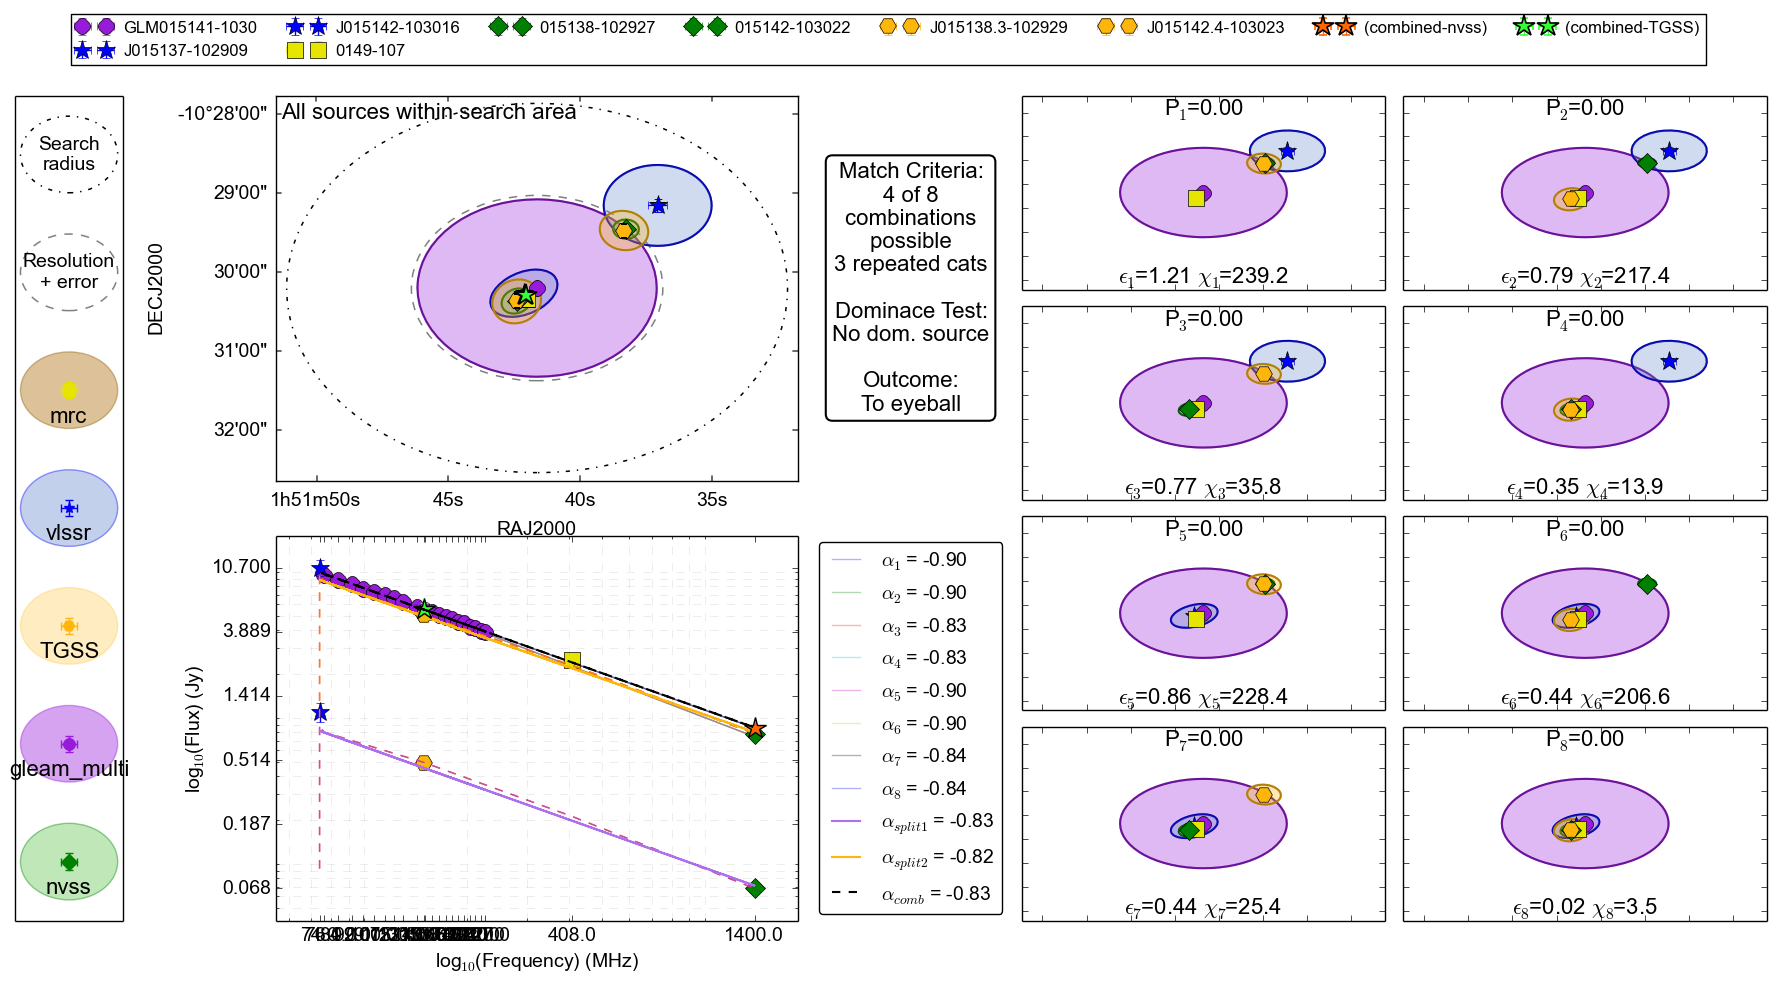 GLM015141-1030
J015142-103016
015138-102927
015142-103022
J015138.3-102929
J015142.4-103023
(combined-nvss)
(combined-TGSS)
J015137-102909
0149-107
Search
radius
Resolution
+ error
mrc
vlssr
TGSS
gleam_multi
nvss
All sources within search area
-10°28'00"
29'00"
30'00"
31'00"
32'00"
DECJ2000
1h51m50s
45s
40s
35s
RAJ2000
Match Criteria:
4 of 8
combinations
possible
3 repeated cats
Dominace Test:
No dom. source
Outcome:
To eyeball
10.700
3.889
1.414
0.514
0.187
0.068
log₁₀(Flux) (Jy)
408.0
1400.0
log₁₀(Frequency) (MHz)
α₁ = -0.90
α₂ = -0.90
α₃ = -0.83
α₄ = -0.83
α₅ = -0.90
α₆ = -0.90
α₇ = -0.84
α₈ = -0.84
α_split1 = -0.83
α_split2 = -0.82
α_comb = -0.83
P₁=0.00
ϵ₁=1.21 χ₁=239.2
P₂=0.00
ϵ₂=0.79 χ₂=217.4
P₃=0.00
ϵ₃=0.77 χ₃=35.8
P₄=0.00
ϵ₄=0.35 χ₄=13.9
P₅=0.00
ϵ₅=0.86 χ₅=228.4
P₆=0.00
ϵ₆=0.44 χ₆=206.6
P₇=0.00
ϵ₇=0.44 χ₇=25.4
P₈=0.00
ϵ₈=0.02 χ₈=3.5